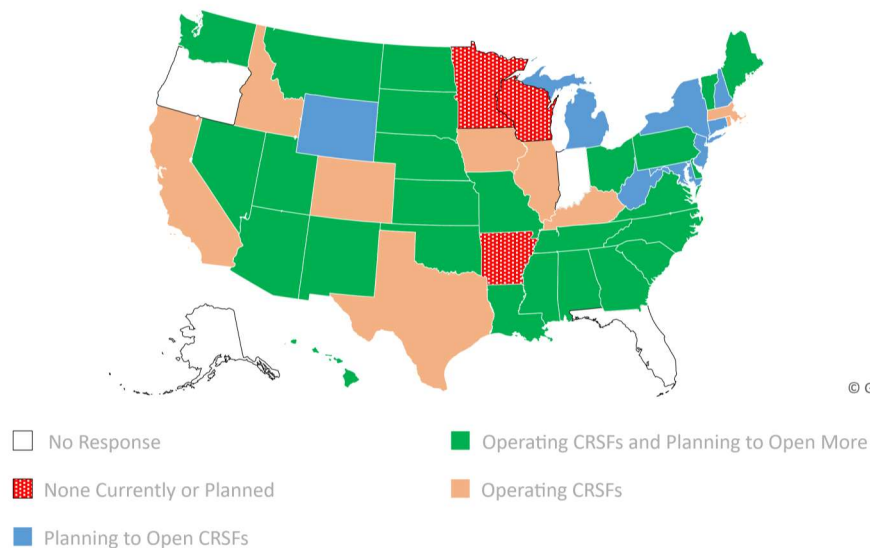 © G
No Response
Operating CRSFs and Planning to Open More
None Currently or Planned
Operating CRSFs
Planning to Open CRSFs